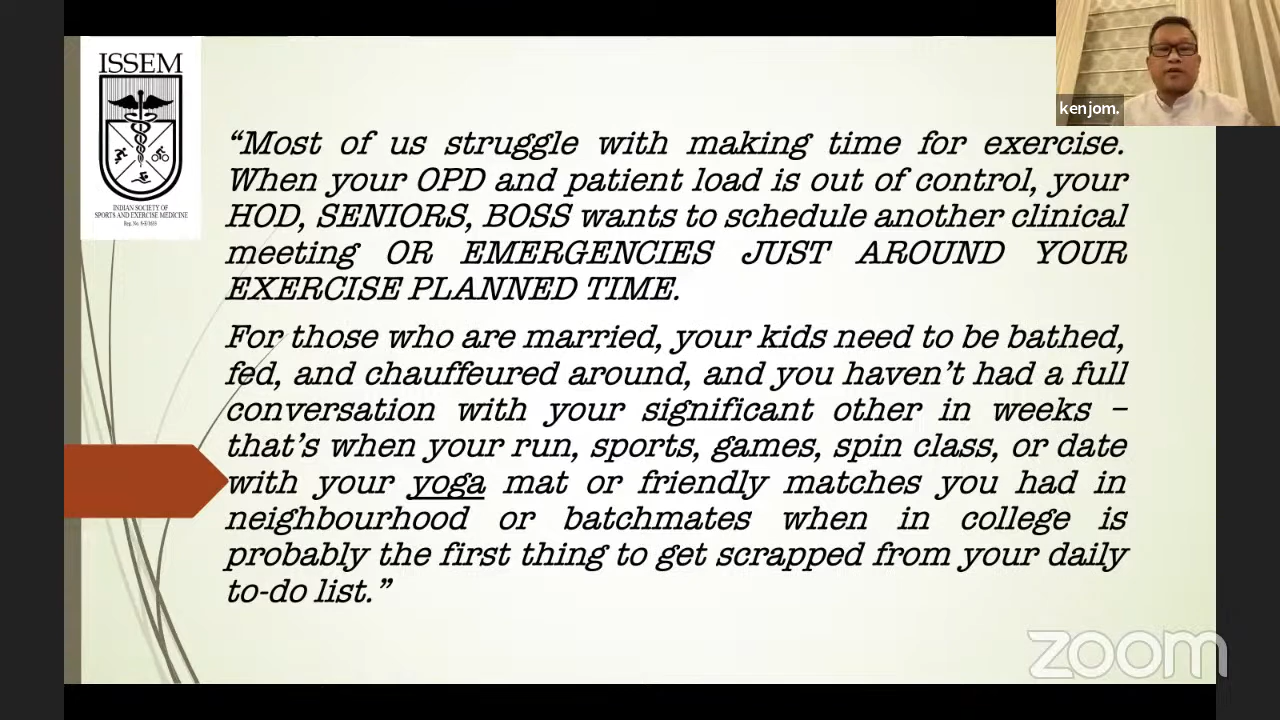 ISSEM
INDIAN SOCIETY OF
SPORTS AND EXERCISE MEDICINE
kenjom.
“Most of us struggle with making time for exercise.
When your OPD and patient load is out of control, your
HOD, SENIORS, BOSS wants to schedule another clinical
meeting OR EMERGENCIES JUST AROUND YOUR
EXERCISE PLANNED TIME.
For those who are married, your kids need to be bathed,
fed, and chauffeured around, and you haven’t had a full
conversation with your significant other in weeks –
that’s when your run, sports, games, spin class, or date
with your yoga mat or friendly matches you had in
neighbourhood or batchmates when in college is
probably the first thing to get scrapped from your daily
to-do list.”
zoom